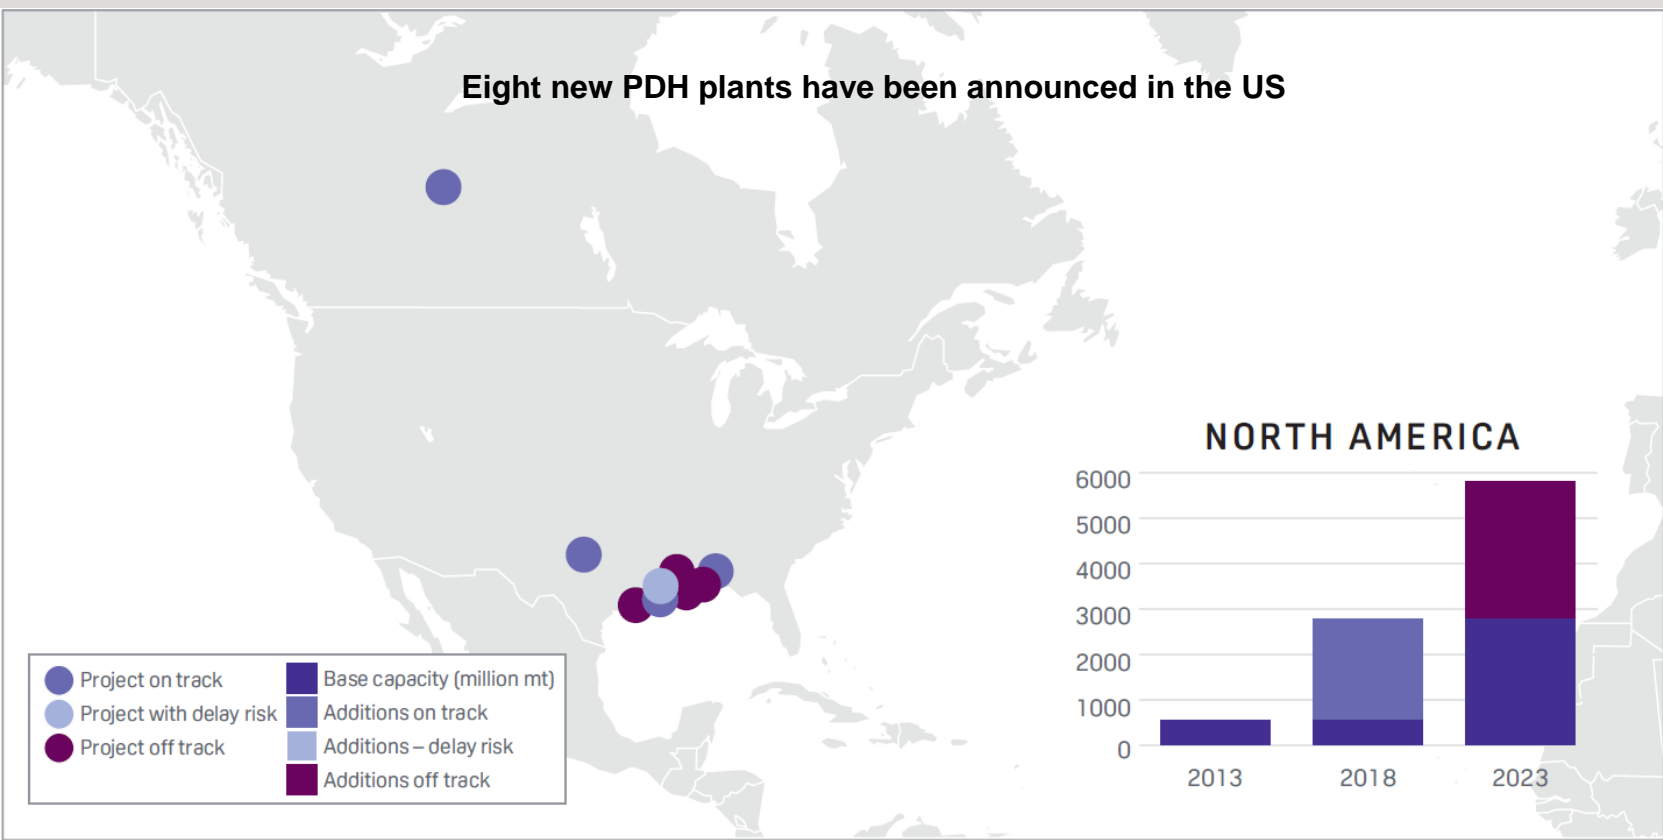 Eight new PDH plants have been announced in the US
NORTH AMERICA
6000
5000
4000
3000
2000
1000
0
2013 2018 2023
Project on track
Project with delay risk
Project off track
Base capacity (million mt)
Additions on track
Additions – delay risk
Additions off track